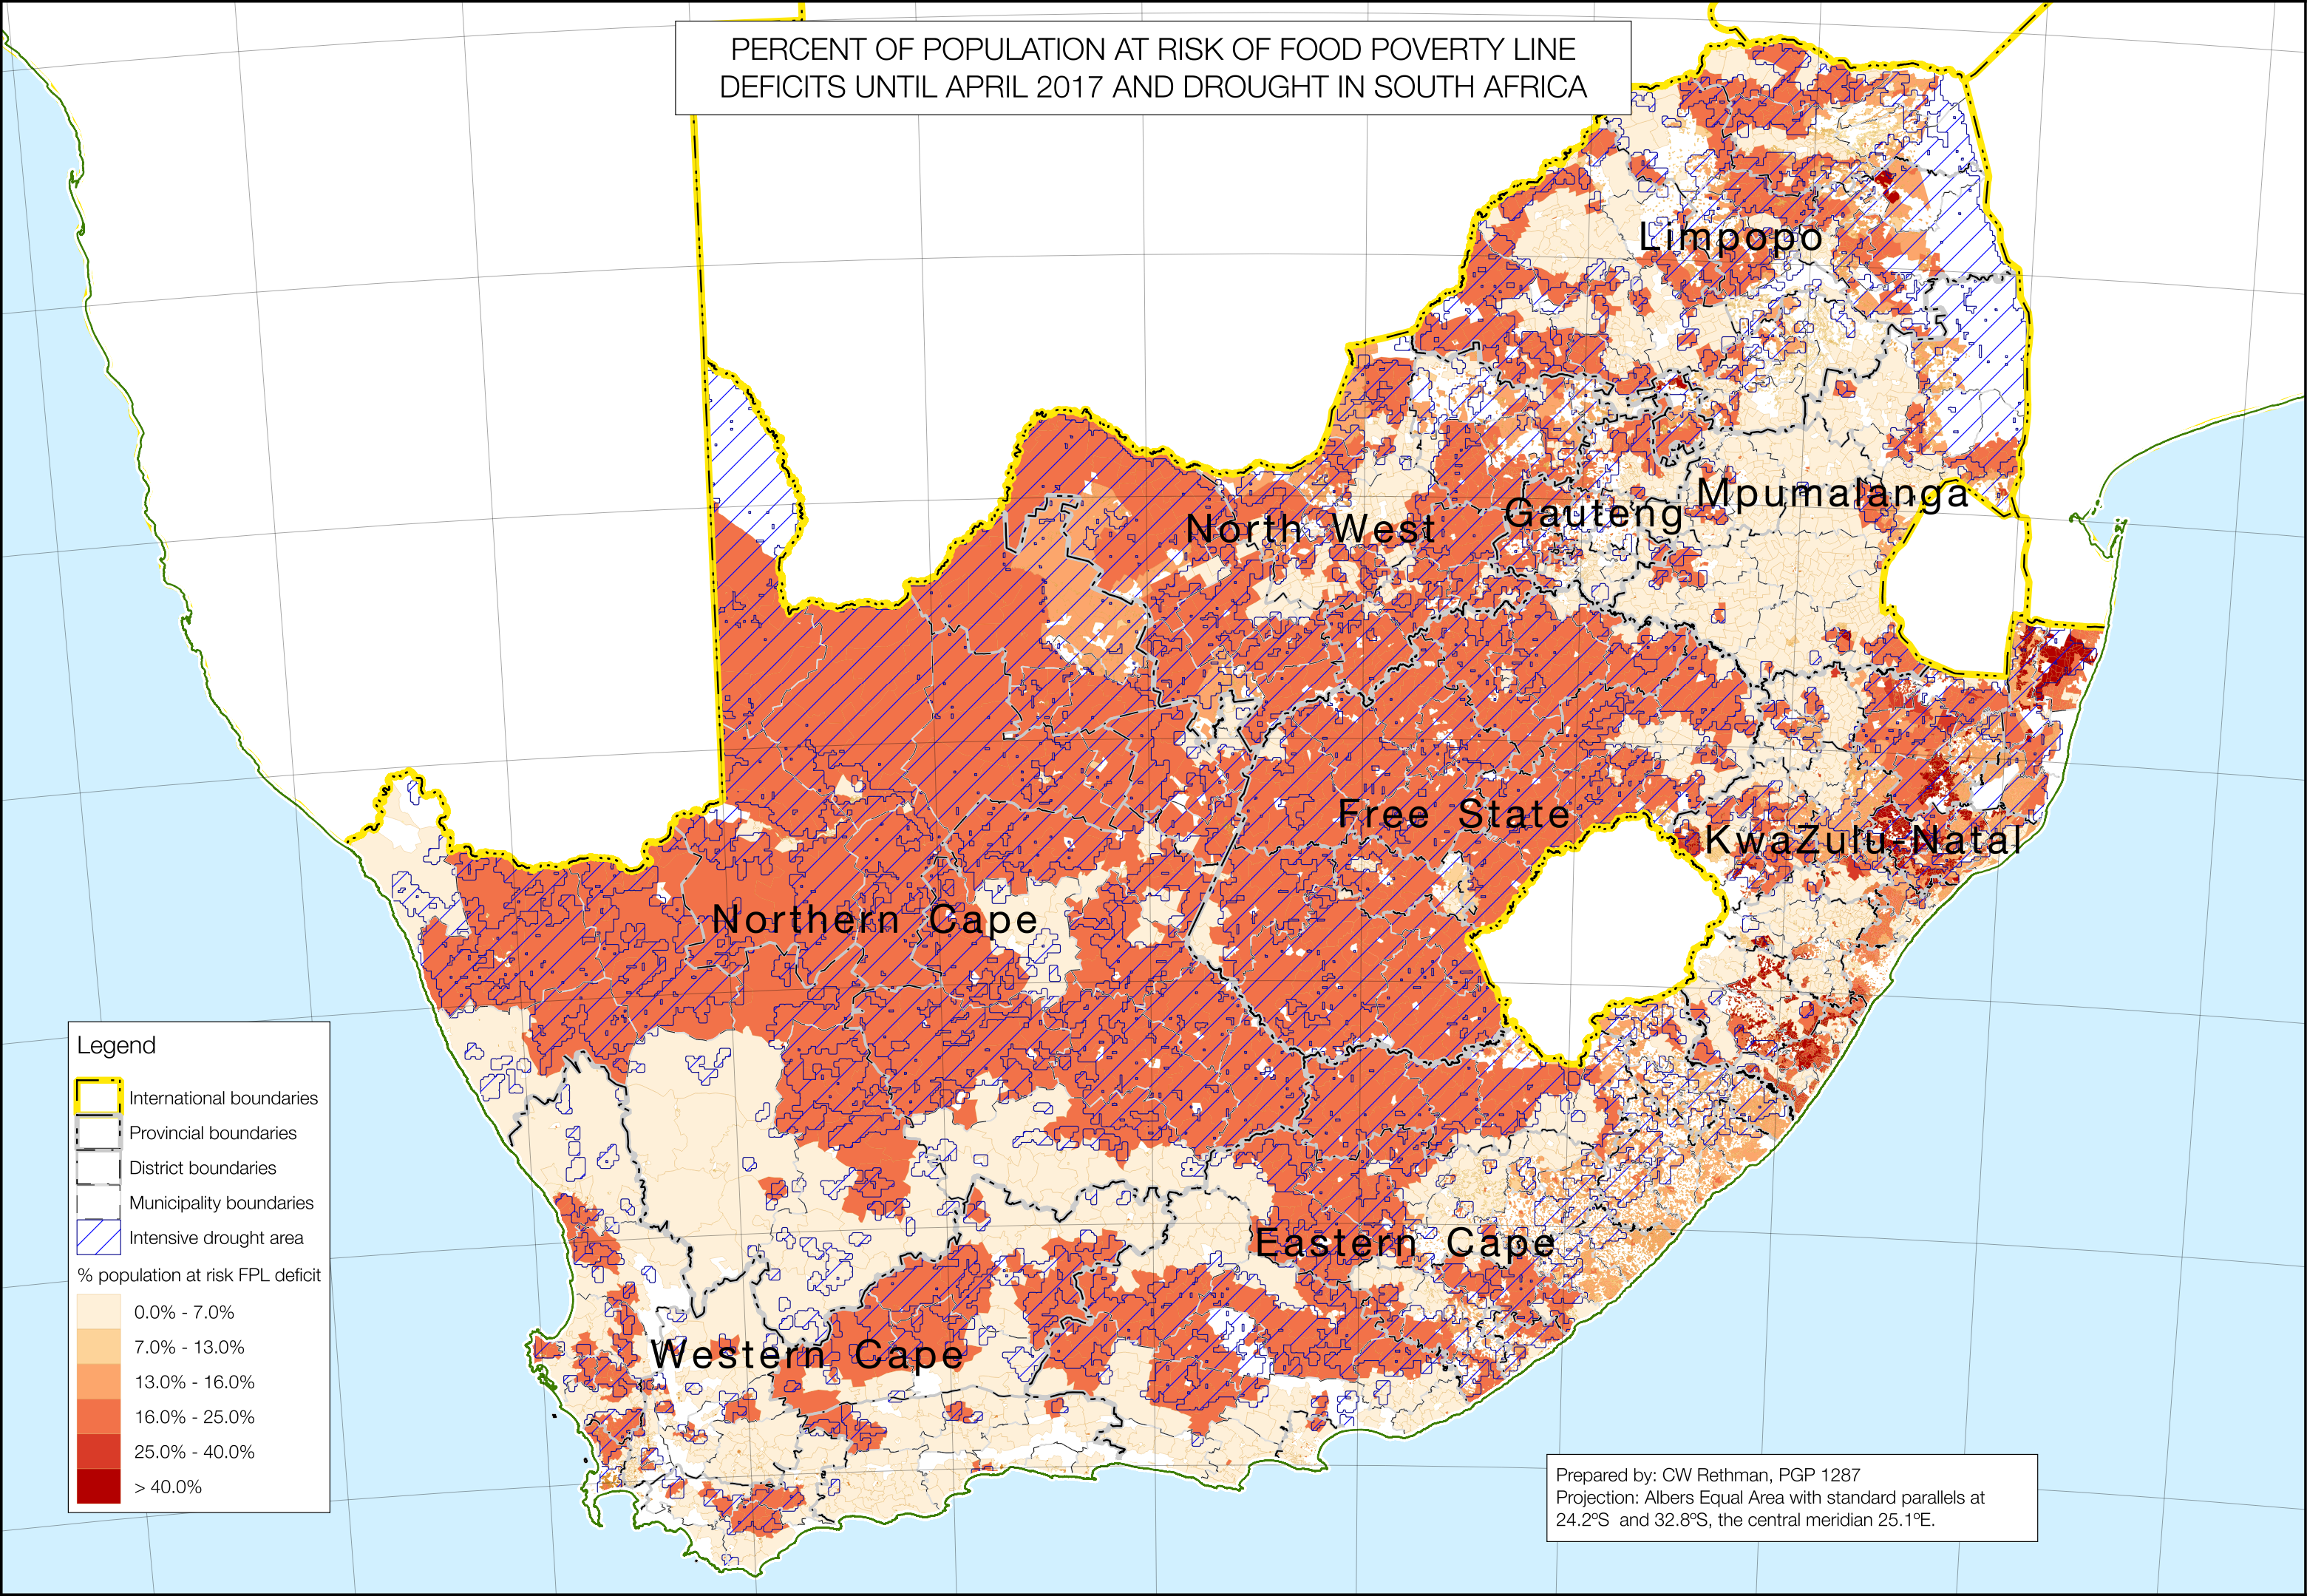 PERCENT OF POPULATION AT RISK OF FOOD POVERTY LINE
DEFICITS UNTIL APRIL 2017 AND DROUGHT IN SOUTH AFRICA
Limpopo
Mpumalanga
Gauteng
North West
Free State
KwaZulu-Natal
Northern Cape
Eastern Cape
Western Cape
Legend
International boundaries
Provincial boundaries
District boundaries
Municipality boundaries
Intensive drought area
% population at risk FPL deficit
0.0% - 7.0%
7.0% - 13.0%
13.0% - 16.0%
16.0% - 25.0%
25.0% - 40.0%
> 40.0%
Prepared by: CW Rethman, PGP 1287
Projection: Albers Equal Area with standard parallels at
24.2ºS and 32.8ºS, the central meridian 25.1ºE.